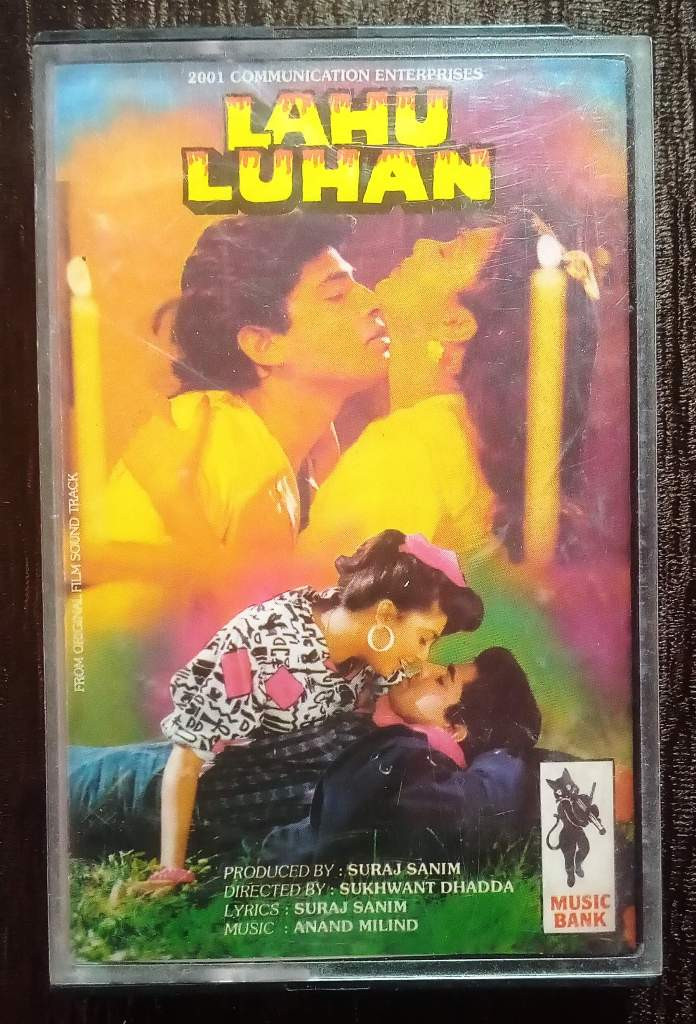 2001 COMMUNICATION ENTERPRISES
LAHU
LUHAN
FROM ORIGINAL FILM SOUND TRACK
PRODUCED BY : SURAJ SANIM
DIRECTED BY : SUKHWANT DHADDA
LYRICS : SURAJ SANIM
MUSIC : ANAND MILIND
MUSIC
BANK